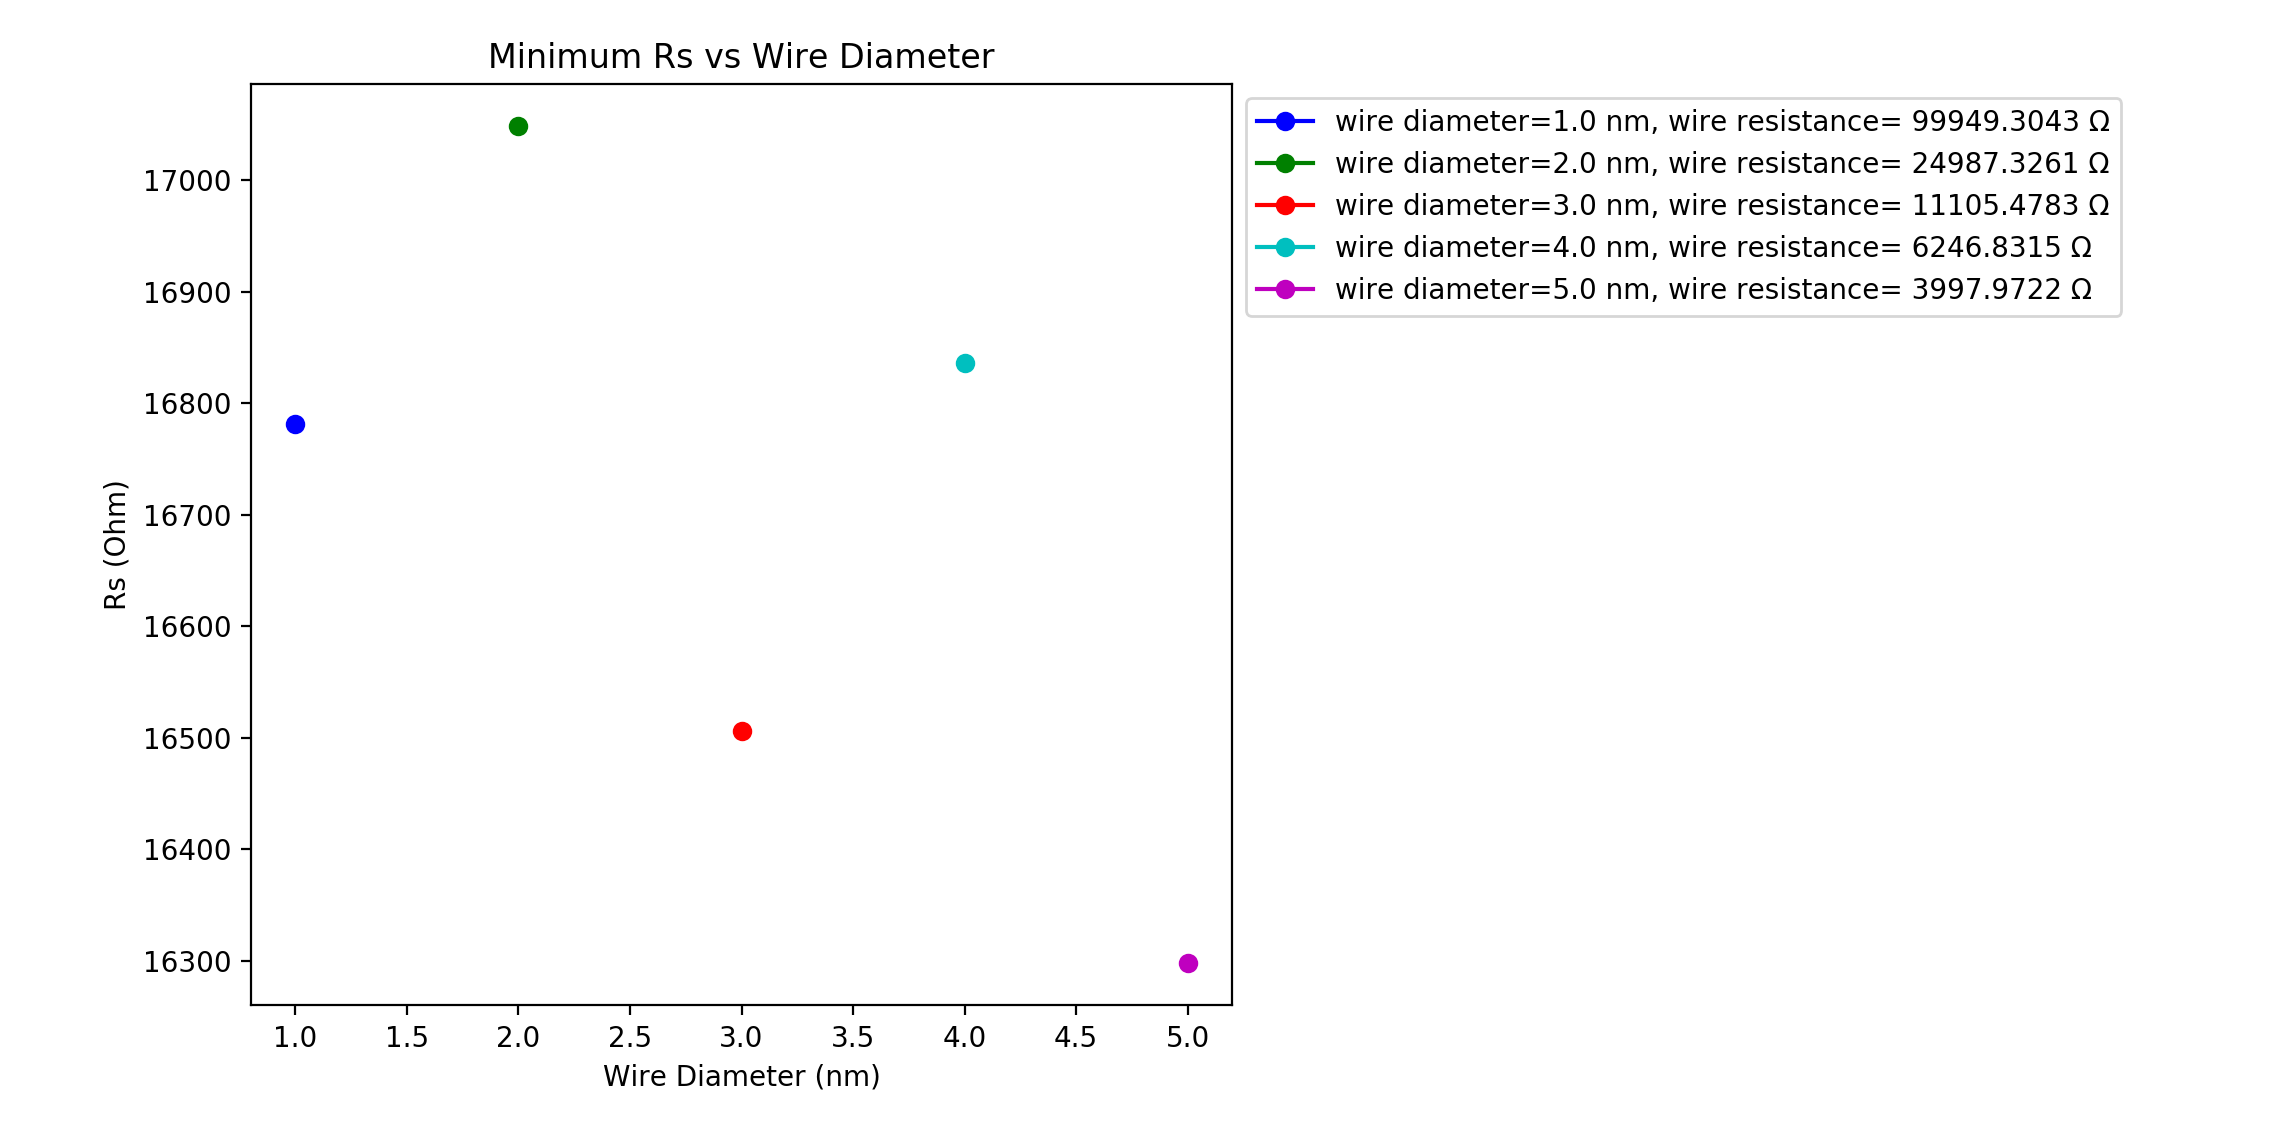 Minimum Rs vs Wire Diameter
wire diameter=1.0 nm, wire resistance= 99949.3043 Ω
wire diameter=2.0 nm, wire resistance= 24987.3261 Ω
wire diameter=3.0 nm, wire resistance= 11105.4783 Ω
wire diameter=4.0 nm, wire resistance= 6246.8315 Ω
wire diameter=5.0 nm, wire resistance= 3997.9722 Ω
17000
16900
16800
16700
16600
16500
16400
16300
Rs (Ohm)
1.0 1.5 2.0 2.5 3.0 3.5 4.0 4.5 5.0
Wire Diameter (nm)